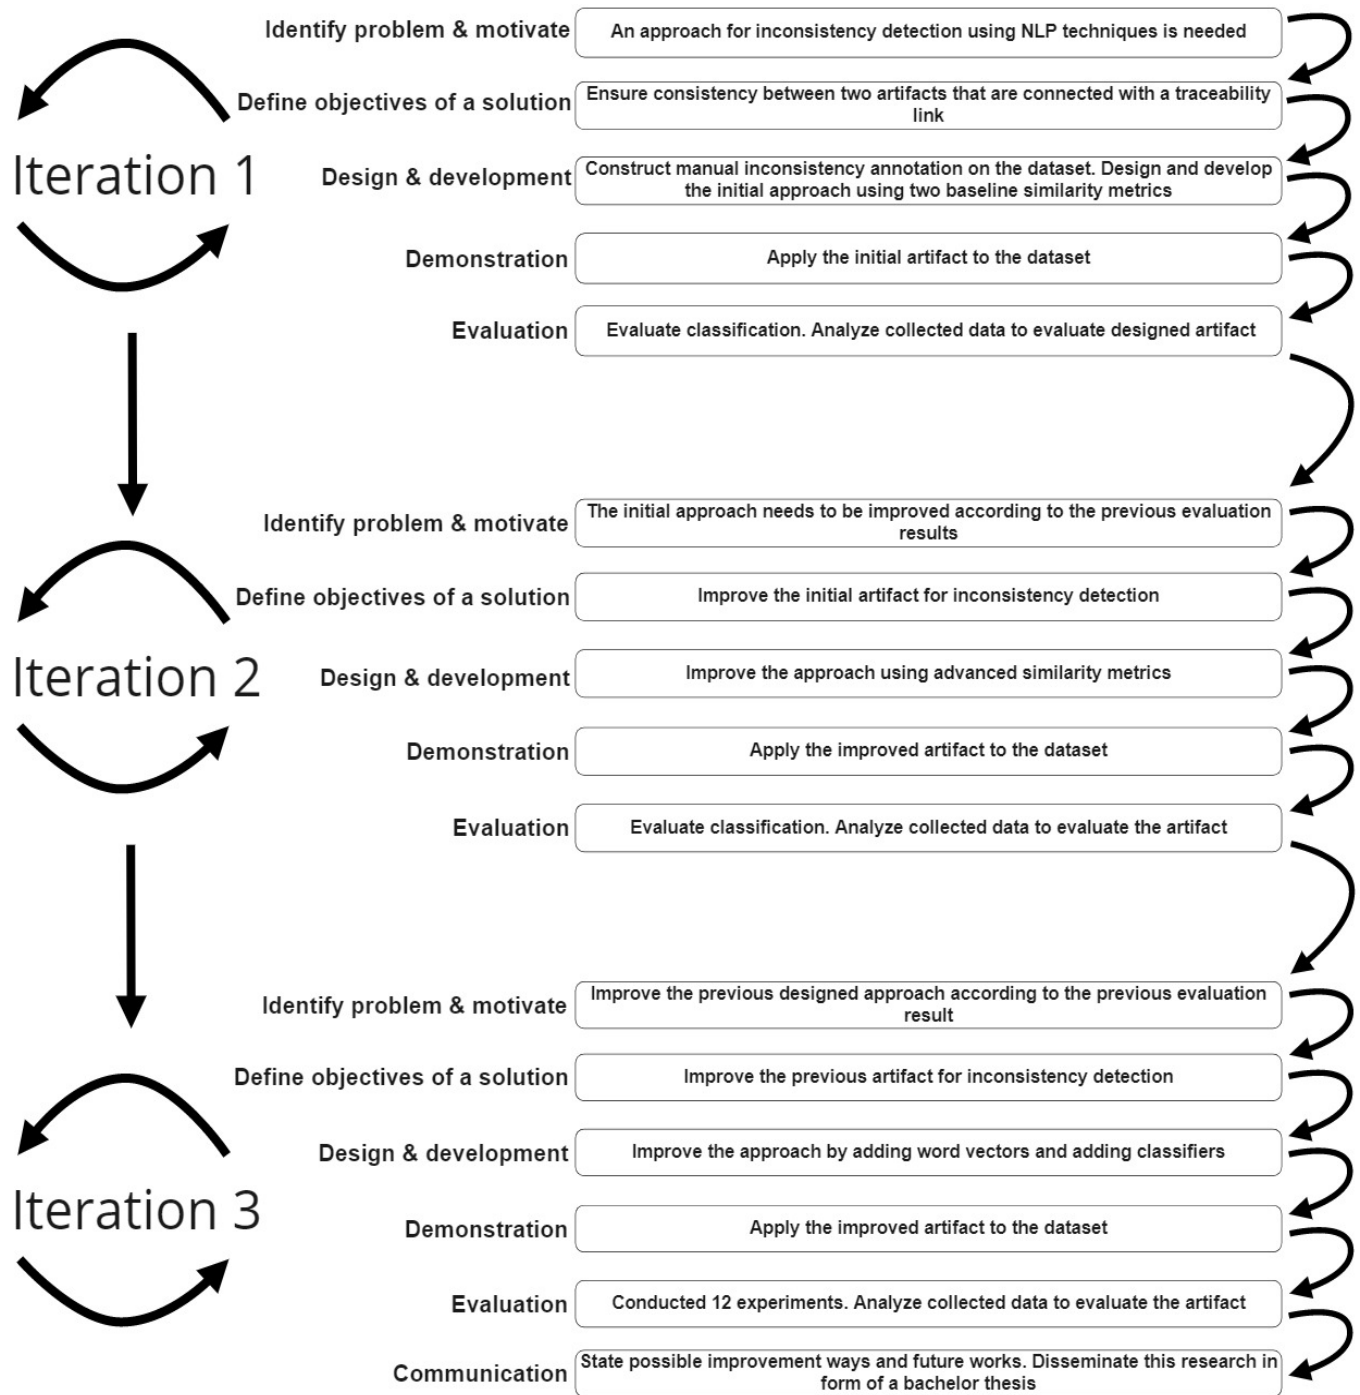 Identify problem & motivate
An approach for inconsistency detection using NLP techniques is needed
Define objectives of a solution
Ensure consistency between two artifacts that are connected with a traceability
link
Iteration 1
Design & development
Construct manual inconsistency annotation on the dataset. Design and develop
the initial approach using two baseline similarity metrics
Demonstration
Apply the initial artifact to the dataset
Evaluation
Evaluate classification. Analyze collected data to evaluate designed artifact
Identify problem & motivate
The initial approach needs to be improved according to the previous evaluation
results
Define objectives of a solution
Improve the initial artifact for inconsistency detection
Iteration 2
Design & development
Improve the approach using advanced similarity metrics
Demonstration
Apply the improved artifact to the dataset
Evaluation
Evaluate classification. Analyze collected data to evaluate the artifact
Identify problem & motivate
Improve the previous designed approach according to the previous evaluation
result
Define objectives of a solution
Improve the previous artifact for inconsistency detection
Design & development
Improve the approach by adding word vectors and adding classifiers
Iteration 3
Demonstration
Apply the improved artifact to the dataset
Evaluation
Conducted 12 experiments. Analyze collected data to evaluate the artifact
Communication
State possible improvement ways and future works. Disseminate this research in
form of a bachelor thesis